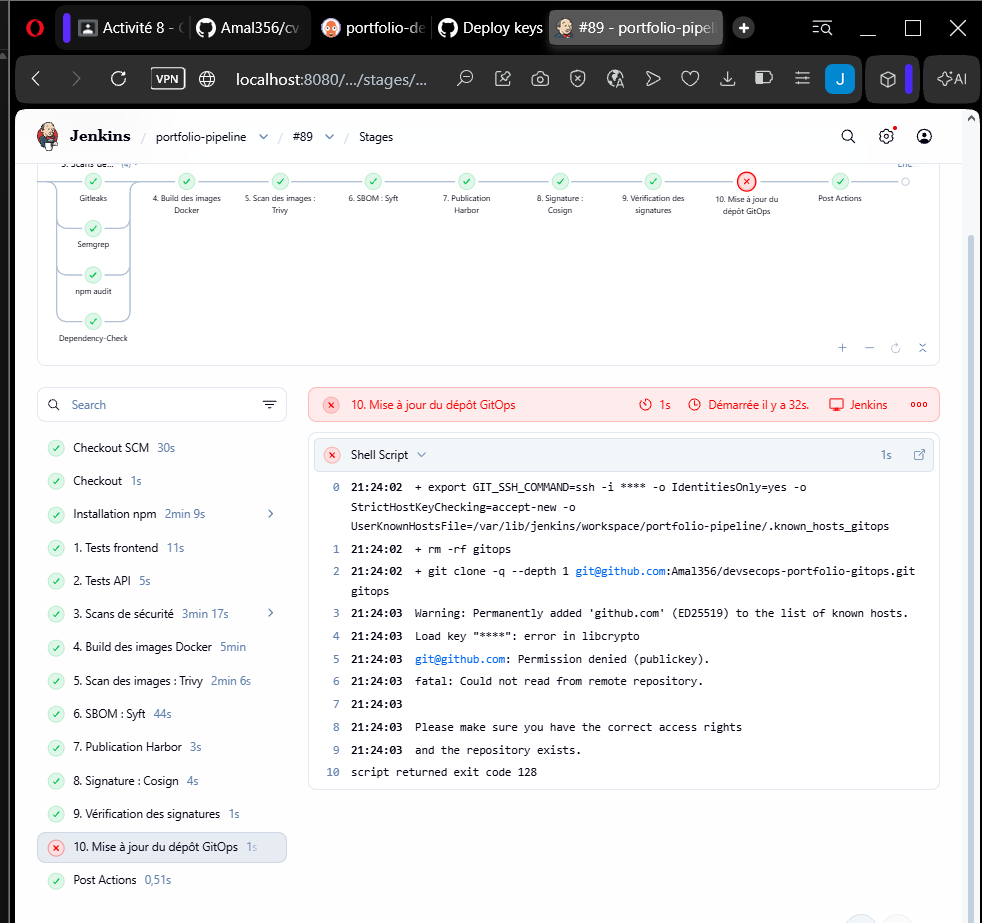 Activité 8 - C
Amal356/cv
portfolio-de
Deploy keys
#89 - portfolio-pipel
VPN
localhost:8080/.../stages/...
J
AI
Jenkins / portfolio-pipeline / #89 / Stages
Gitleaks
4. Build des images Docker
5. Scan des images : Trivy
6. SBOM : Syft
7. Publication Harbor
8. Signature : Cosign
9. Vérification des signatures
10. Mise à jour du dépôt GitOps
Post Actions
Semgrep
npm audit
Dependency-Check
Search
10. Mise à jour du dépôt GitOps 1s Démarrée il y a 32s. Jenkins
Checkout SCM 30s
Checkout 1s
Installation npm 2min 9s
1. Tests frontend 11s
2. Tests API 5s
3. Scans de sécurité 3min 17s
4. Build des images Docker 5min
5. Scan des images : Trivy 2min 6s
6. SBOM : Syft 44s
7. Publication Harbor 3s
8. Signature : Cosign 4s
9. Vérification des signatures 1s
10. Mise à jour du dépôt GitOps 1s
Post Actions 0,51s
Shell Script 1s
0 21:24:02 + export GIT_SSH_COMMAND=ssh -i **** -o IdentitiesOnly=yes -o
StrictHostKeyChecking=accept-new -o
UserKnownHostsFile=/var/lib/jenkins/workspace/portfolio-pipeline/.known_hosts_gitops
1 21:24:02 + rm -rf gitops
2 21:24:02 + git clone -q --depth 1 git@github.com:Amal356/devsecops-portfolio-gitops.git
gitops
3 21:24:03 Warning: Permanently added 'github.com' (ED25519) to the list of known hosts.
4 21:24:03 Load key "****": error in libcrypto
5 21:24:03 git@github.com: Permission denied (publickey).
6 21:24:03 fatal: Could not read from remote repository.
7 21:24:03
8 21:24:03 Please make sure you have the correct access rights
9 21:24:03 and the repository exists.
10 script returned exit code 128